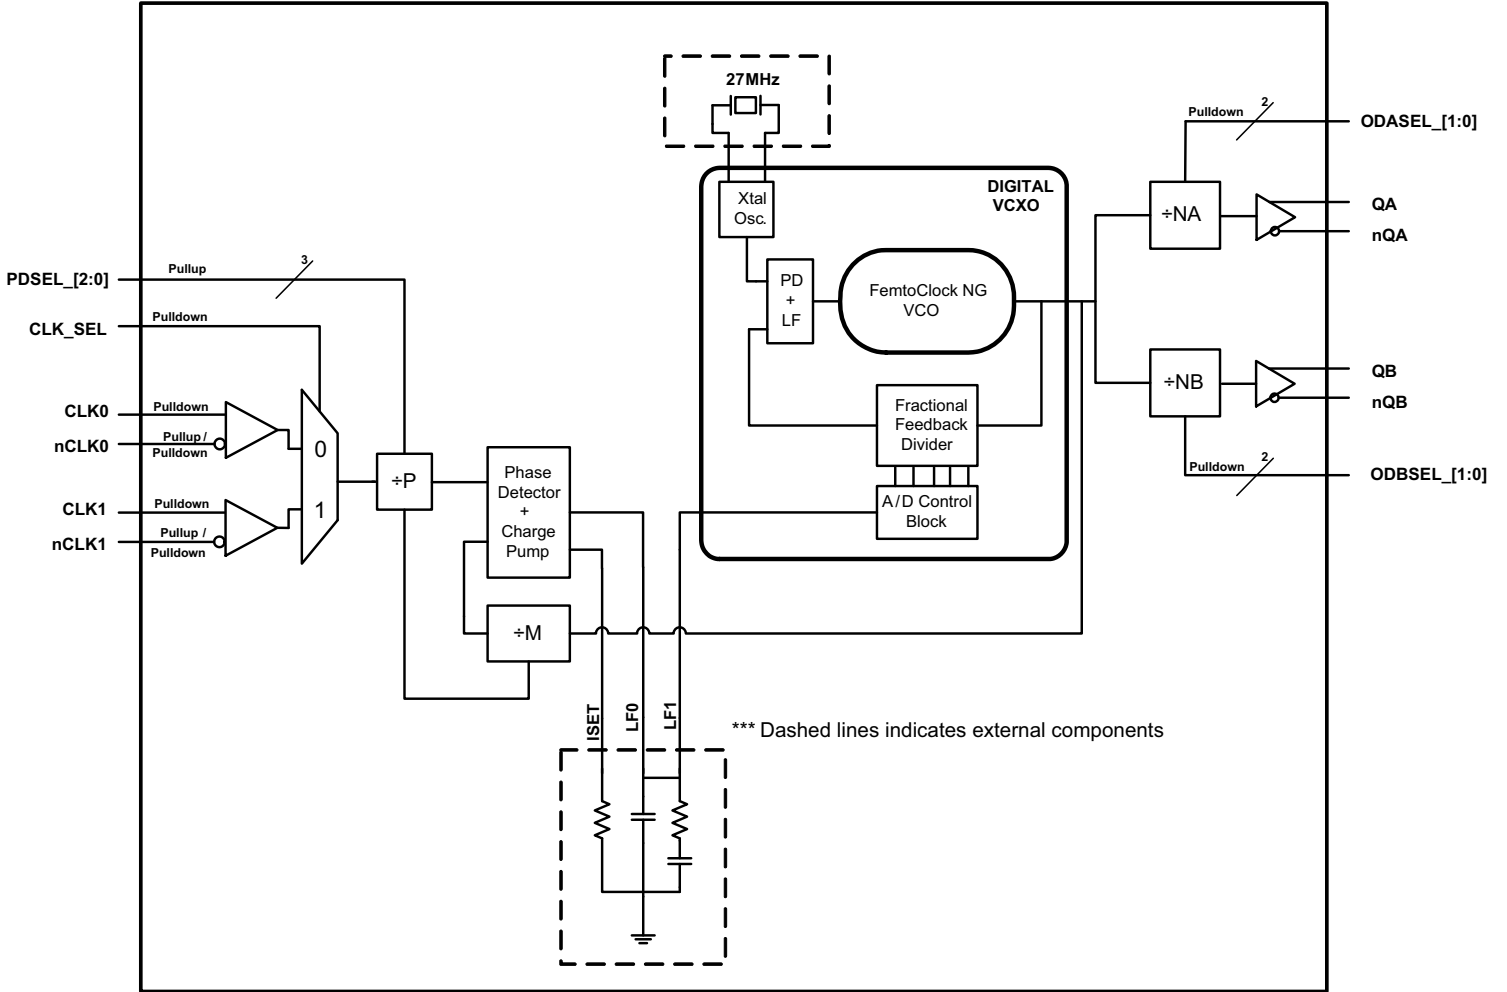 27MHz
Pulldown
2
ODASEL_[1:0]
DIGITAL
VCXO
Xtal
Osc.
÷NA
QA
nQA
PDSEL_[2:0]
Pullup
3
PD
+
LF
FemtoClock NG
VCO
CLK_SEL
Pulldown
÷NB
QB
nQB
CLK0
Pulldown
nCLK0
Pullup /
Pulldown
0
1
Fractional
Feedback
Divider
A/D Control
Block
Pulldown
2
ODBSEL_[1:0]
÷P
Phase
Detector
+
Charge
Pump
CLK1
Pulldown
nCLK1
Pullup /
Pulldown
÷M
ISET
LF0
LF1
*** Dashed lines indicates external components